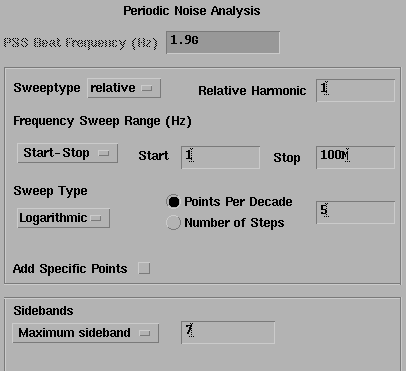 Periodic Noise Analysis
PSS Beat Frequency (Hz) 1.9G
Sweeptype relative Relative Harmonic 1
Frequency Sweep Range (Hz)
Start-Stop Start 1 Stop 100M
Sweep Type
Logarithmic
Points Per Decade 5
Number of Steps
Add Specific Points
Sidebands
Maximum sideband 7